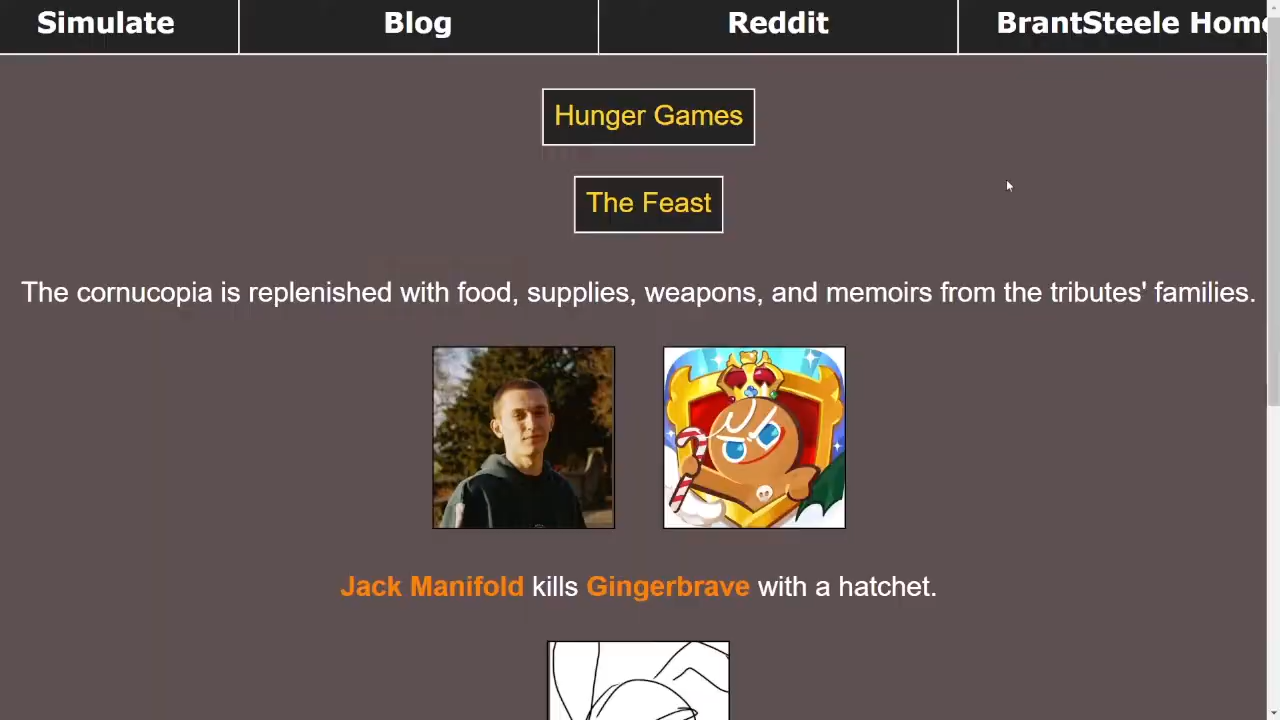 Simulate
Blog
Reddit
BrantSteele Home
Hunger Games
The Feast
The cornucopia is replenished with food, supplies, weapons, and memoirs from the tributes' families.
Jack Manifold kills Gingerbrave with a hatchet.